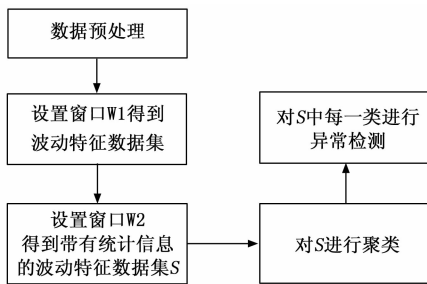 数据预处理
设置窗口W1得到
波动特征数据集
设置窗口W2
得到带有统计信息
的波动特征数据集S
对S进行聚类
对S中每一类进行
异常检测